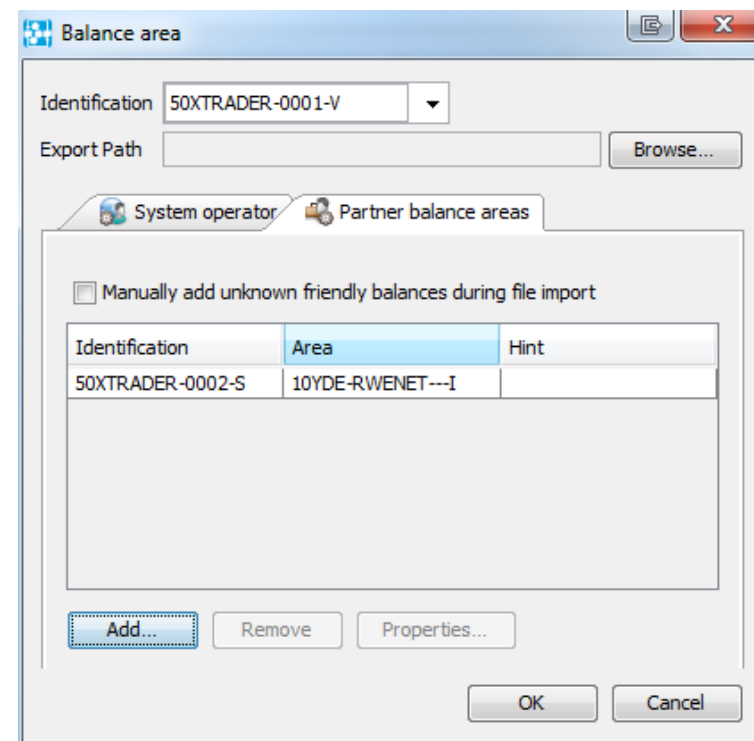 Balance area
Identification 50XTRADER-0001-V
Export Path Browse...
System operator Partner balance areas
Manually add unknown friendly balances during file import
Identification Area Hint
50XTRADER-0002-S 10YDE-RWENET---I
Add... Remove Properties...
OK Cancel